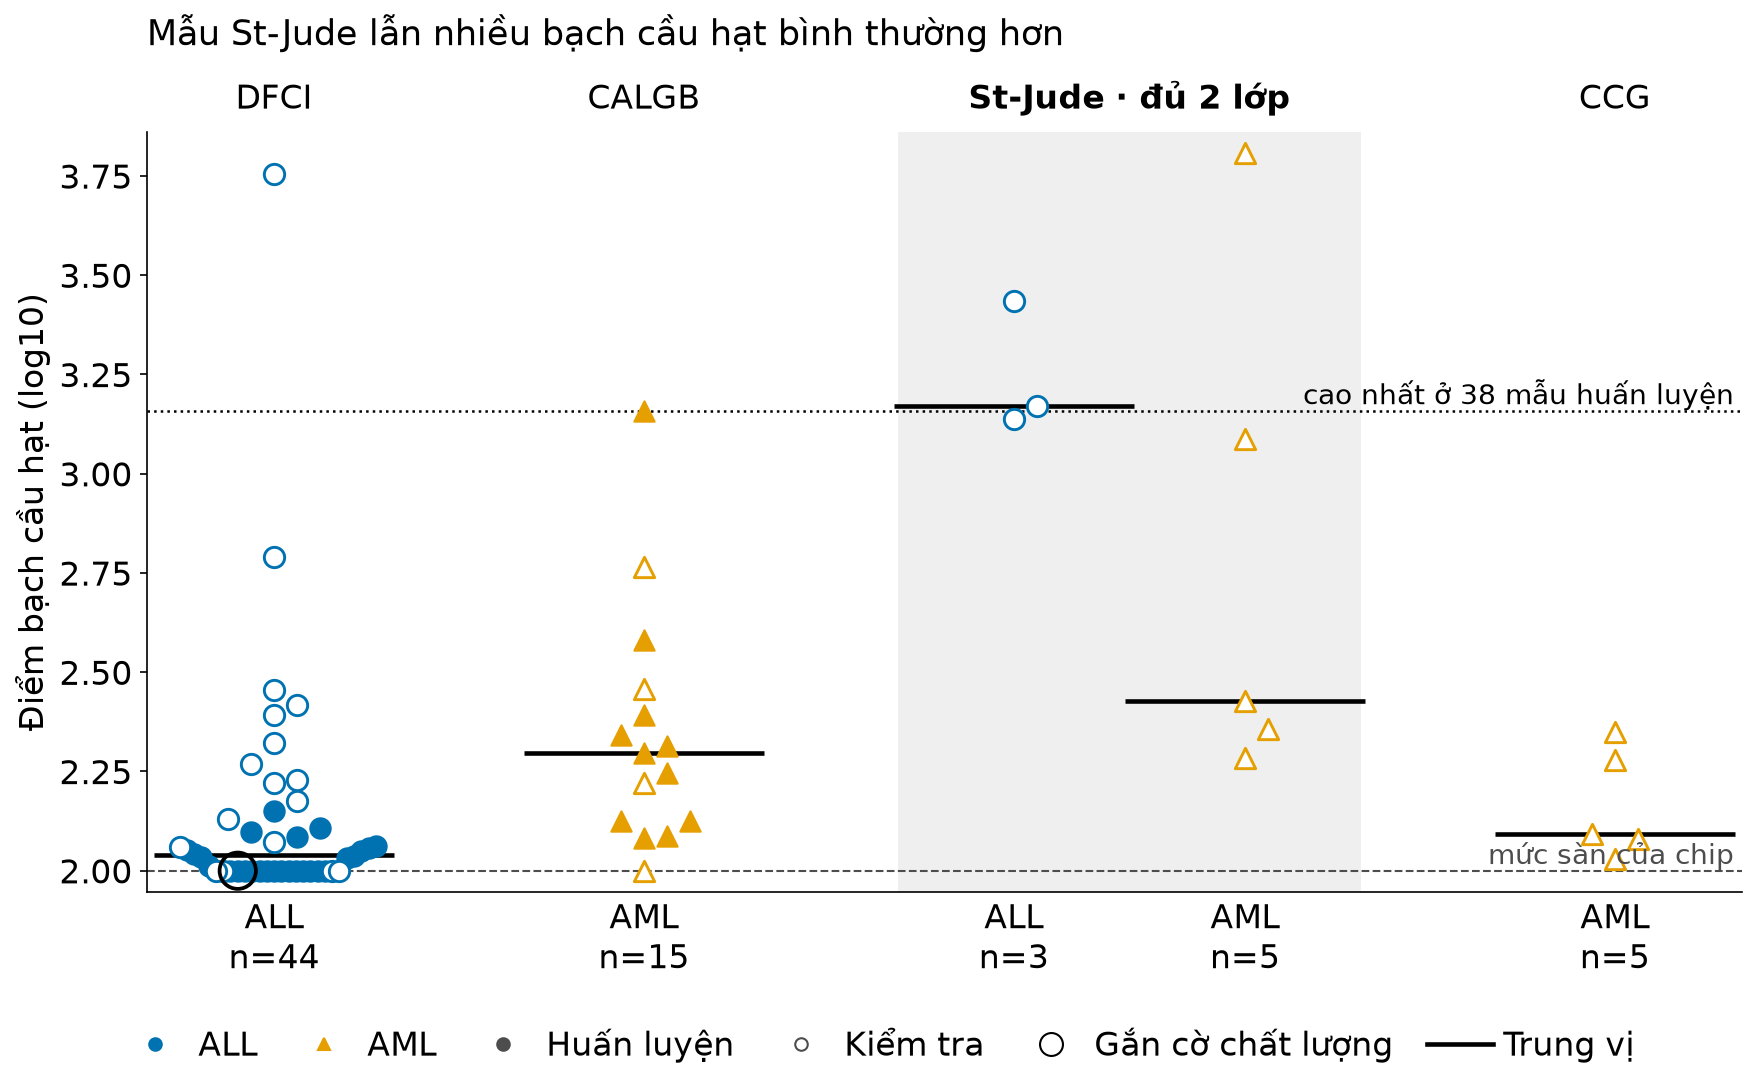 Mẫu St-Jude lẫn nhiều bạch cầu hạt bình thường hơn
DFCI
CALGB
St-Jude · đủ 2 lớp
CCG
Điểm bạch cầu hạt (log10)
3.75
3.50
3.25
3.00
2.75
2.50
2.25
2.00
cao nhất ở 38 mẫu huấn luyện
mức sàn của chip
ALL
n=44
AML
n=15
ALL
n=3
AML
n=5
AML
n=5
ALL
AML
Huấn luyện
Kiểm tra
Gắn cờ chất lượng
Trung vị